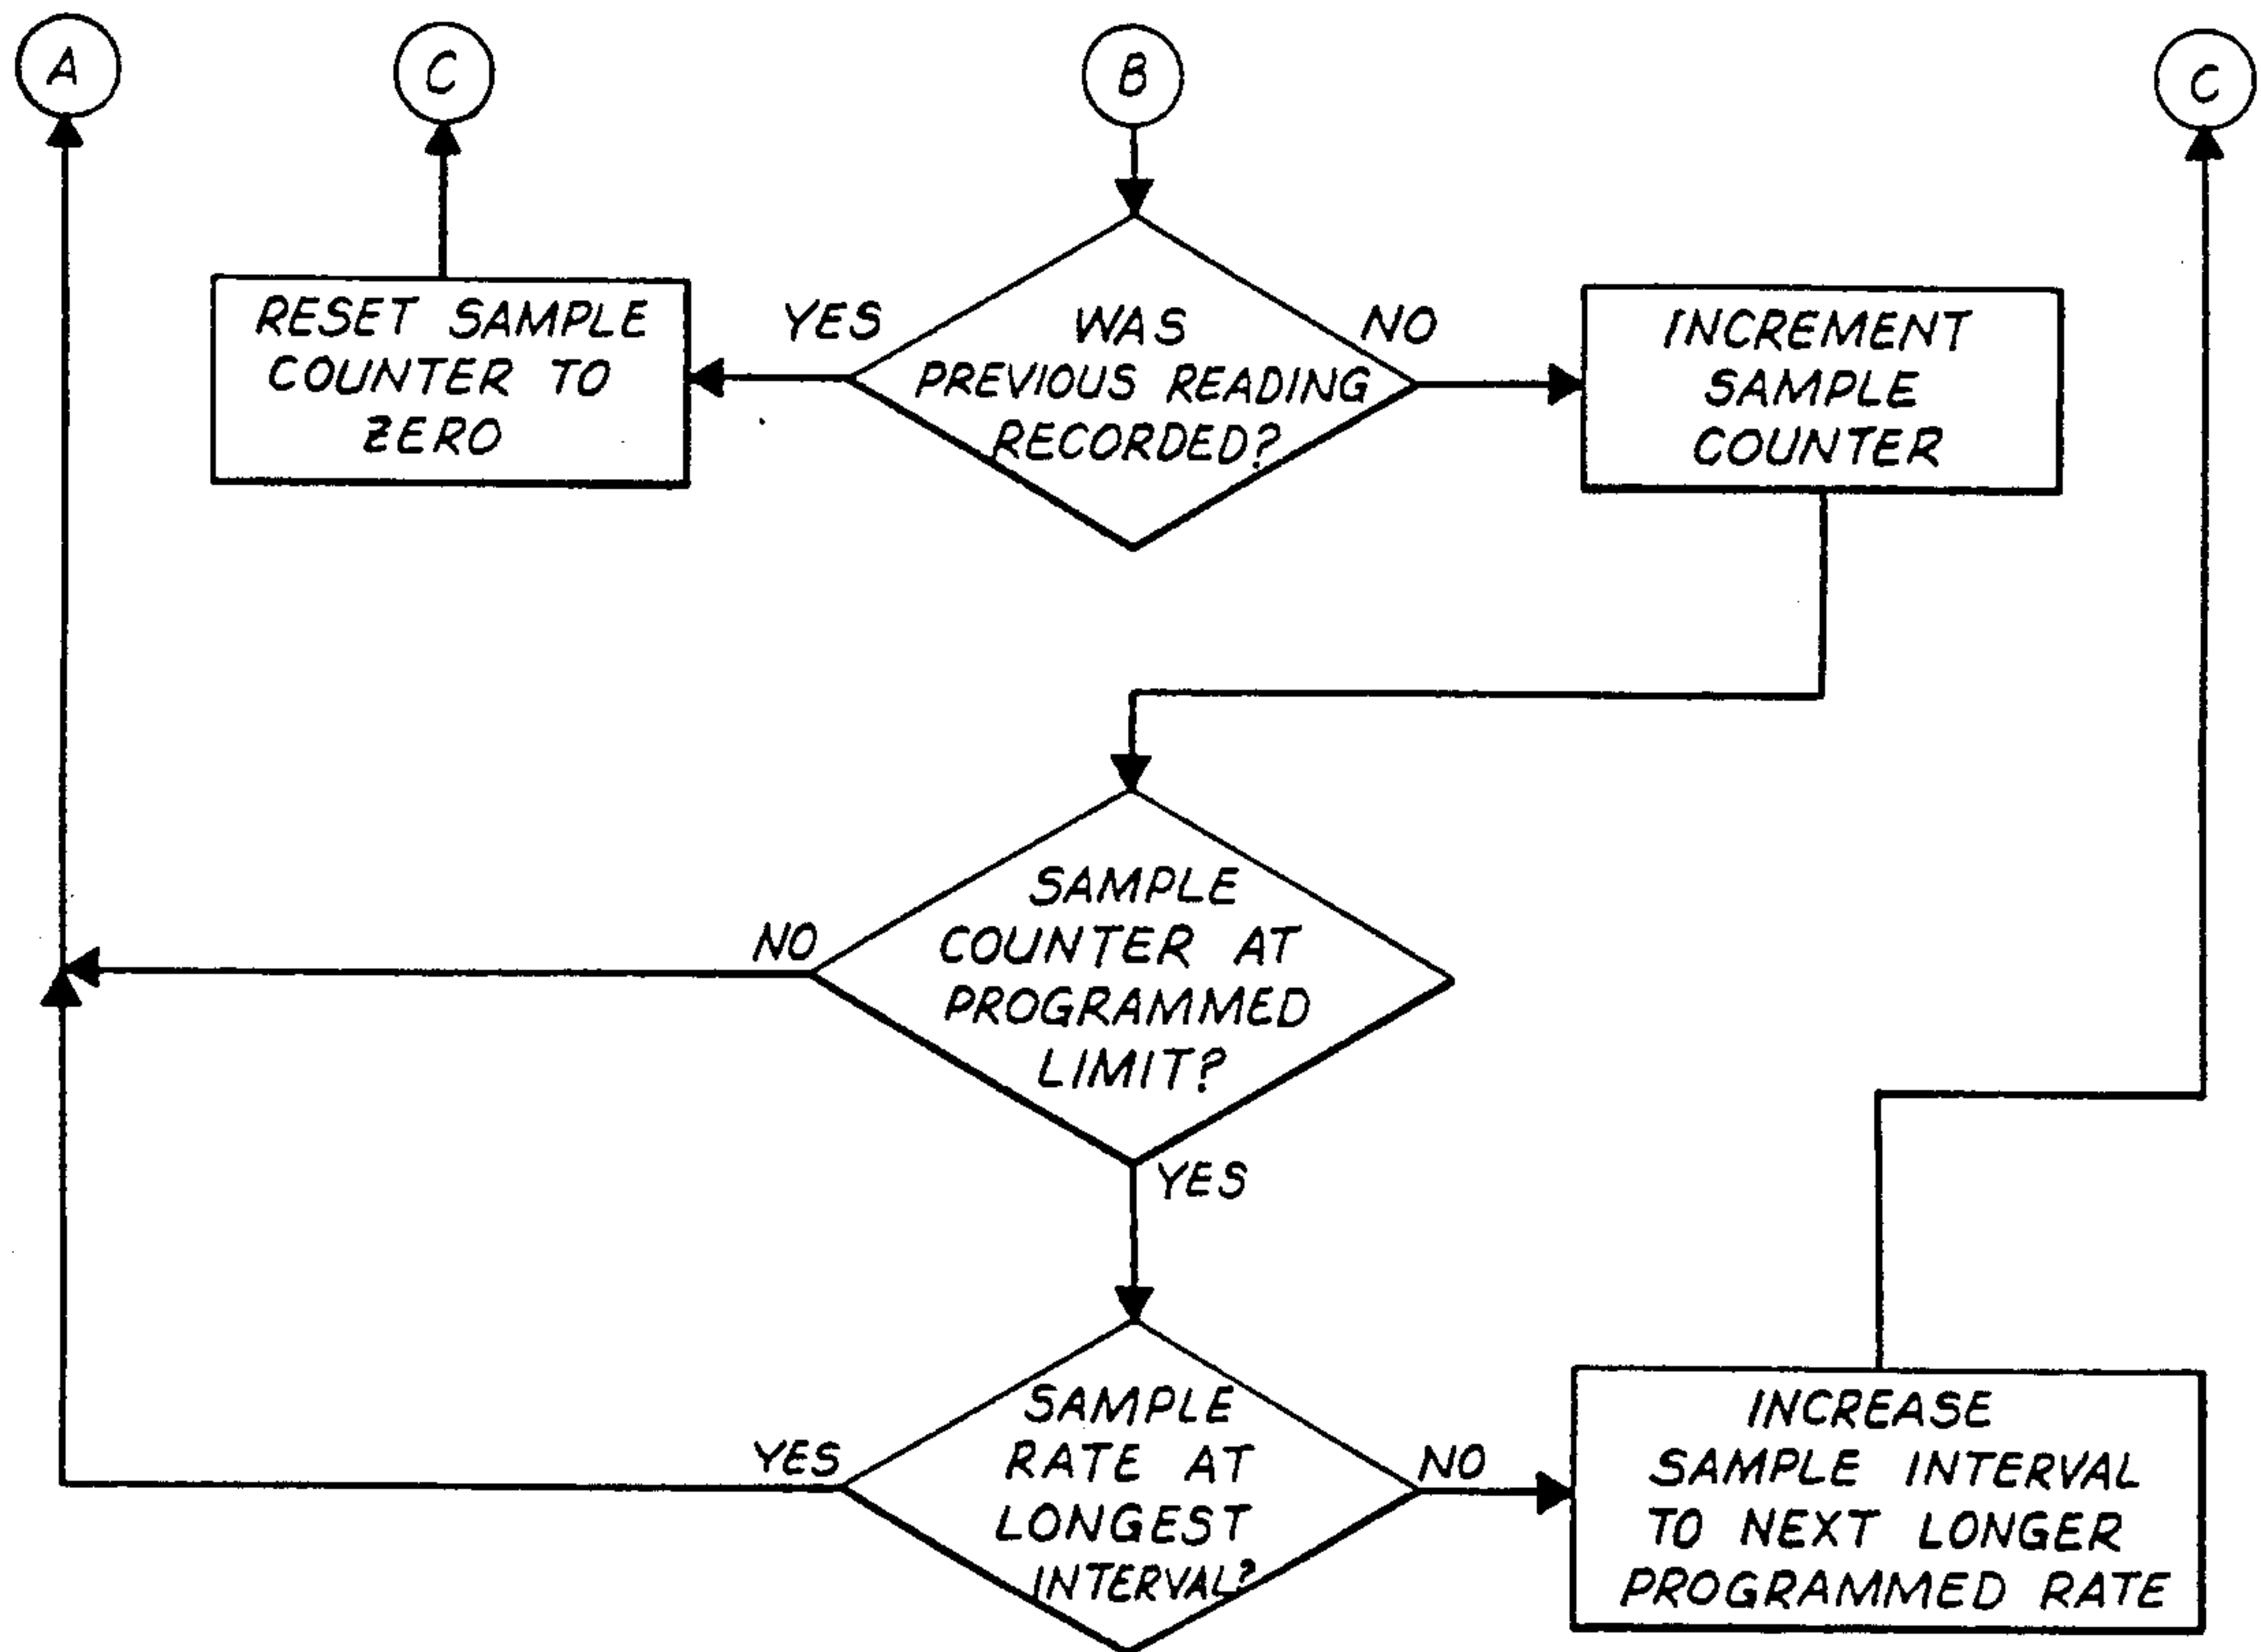 A
C
B
C
RESET SAMPLE
COUNTER TO
ZERO
YES
WAS
PREVIOUS READING
RECORDED?
NO
INCREMENT
SAMPLE
COUNTER
NO
SAMPLE
COUNTER AT
PROGRAMMED
LIMIT?
YES
YES
SAMPLE
RATE AT
LONGEST
INTERVAL?
NO
INCREASE
SAMPLE INTERVAL
TO NEXT LONGER
PROGRAMMED RATE